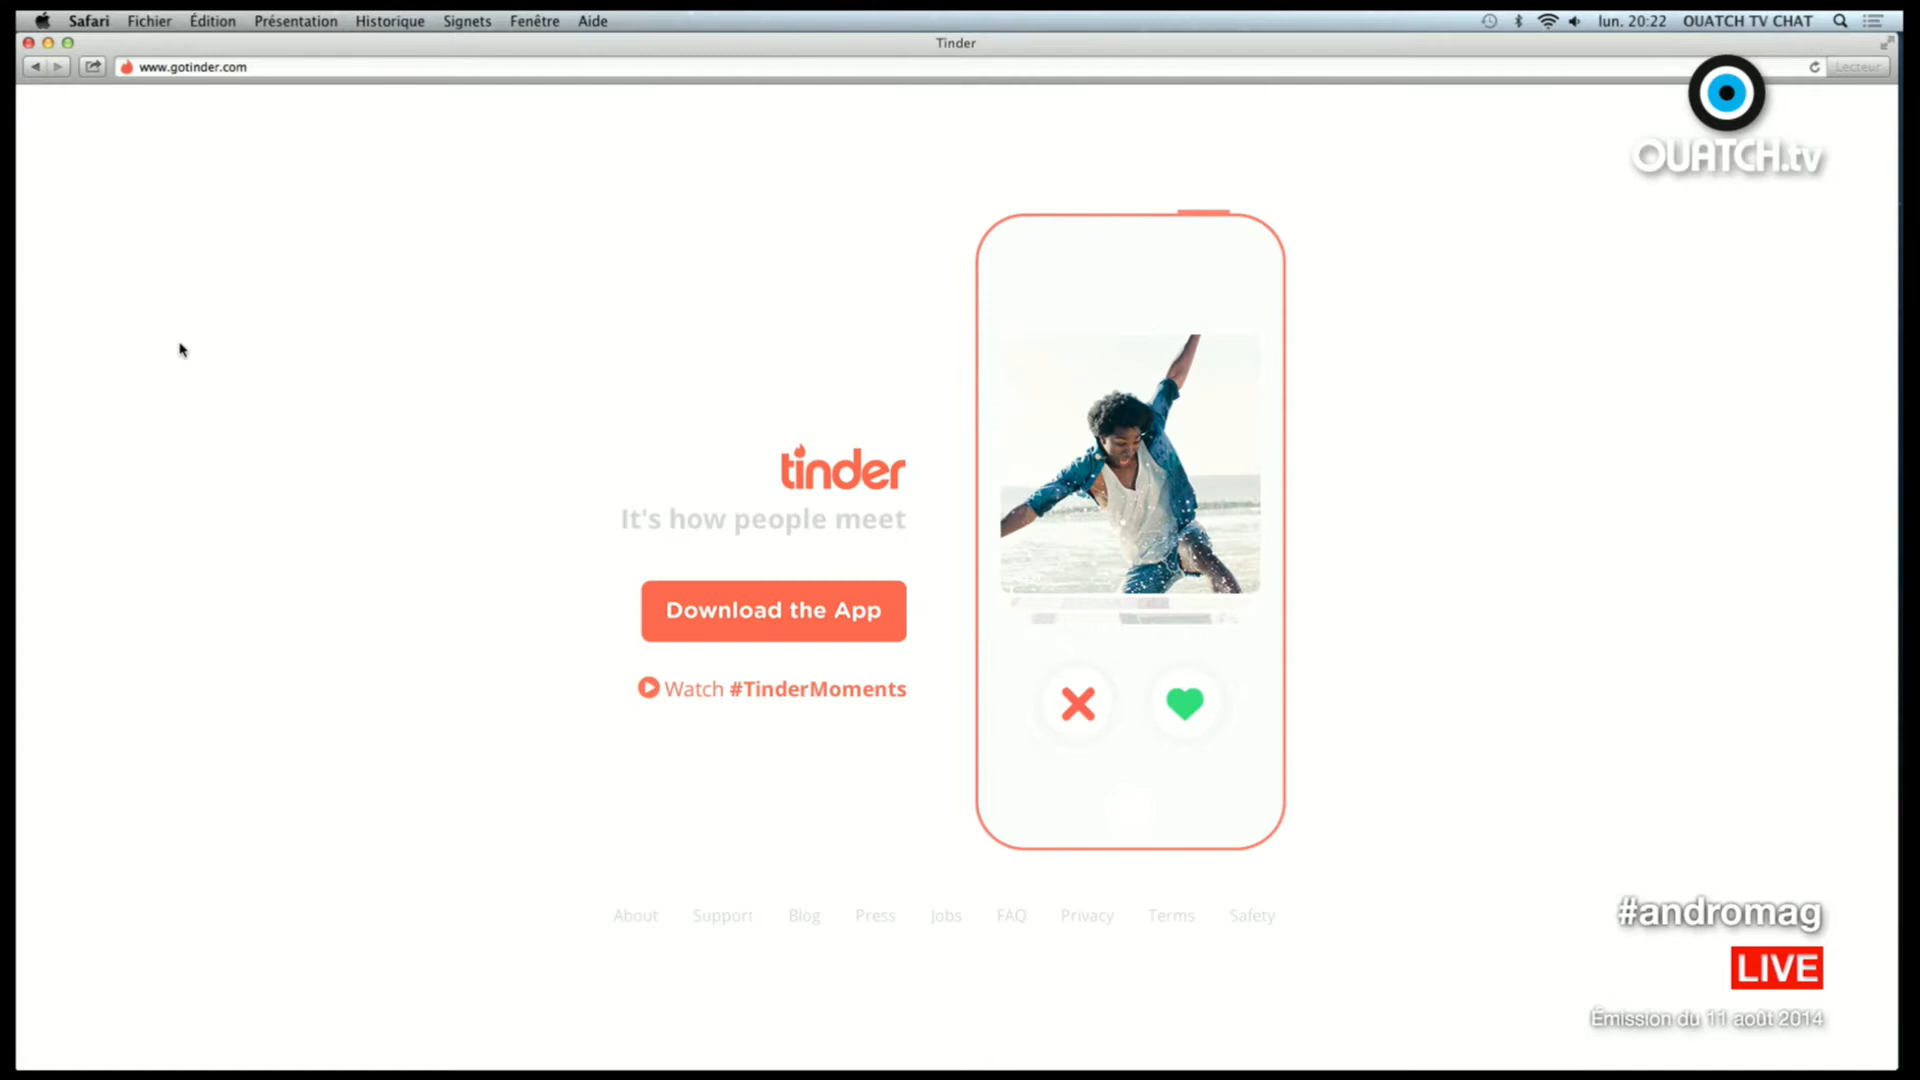 Safari Fichier Édition Présentation Historique Signets Fenêtre Aide lun. 20:22 OUATCH TV CHAT
Tinder
www.gotinder.com Lecteur
OUATCH.tv
tinder
It's how people meet
Download the App
Watch #TinderMoments
About Support Blog Press Jobs FAQ Privacy Terms Safety
#andromag
LIVE
Émission du 11 août 2014